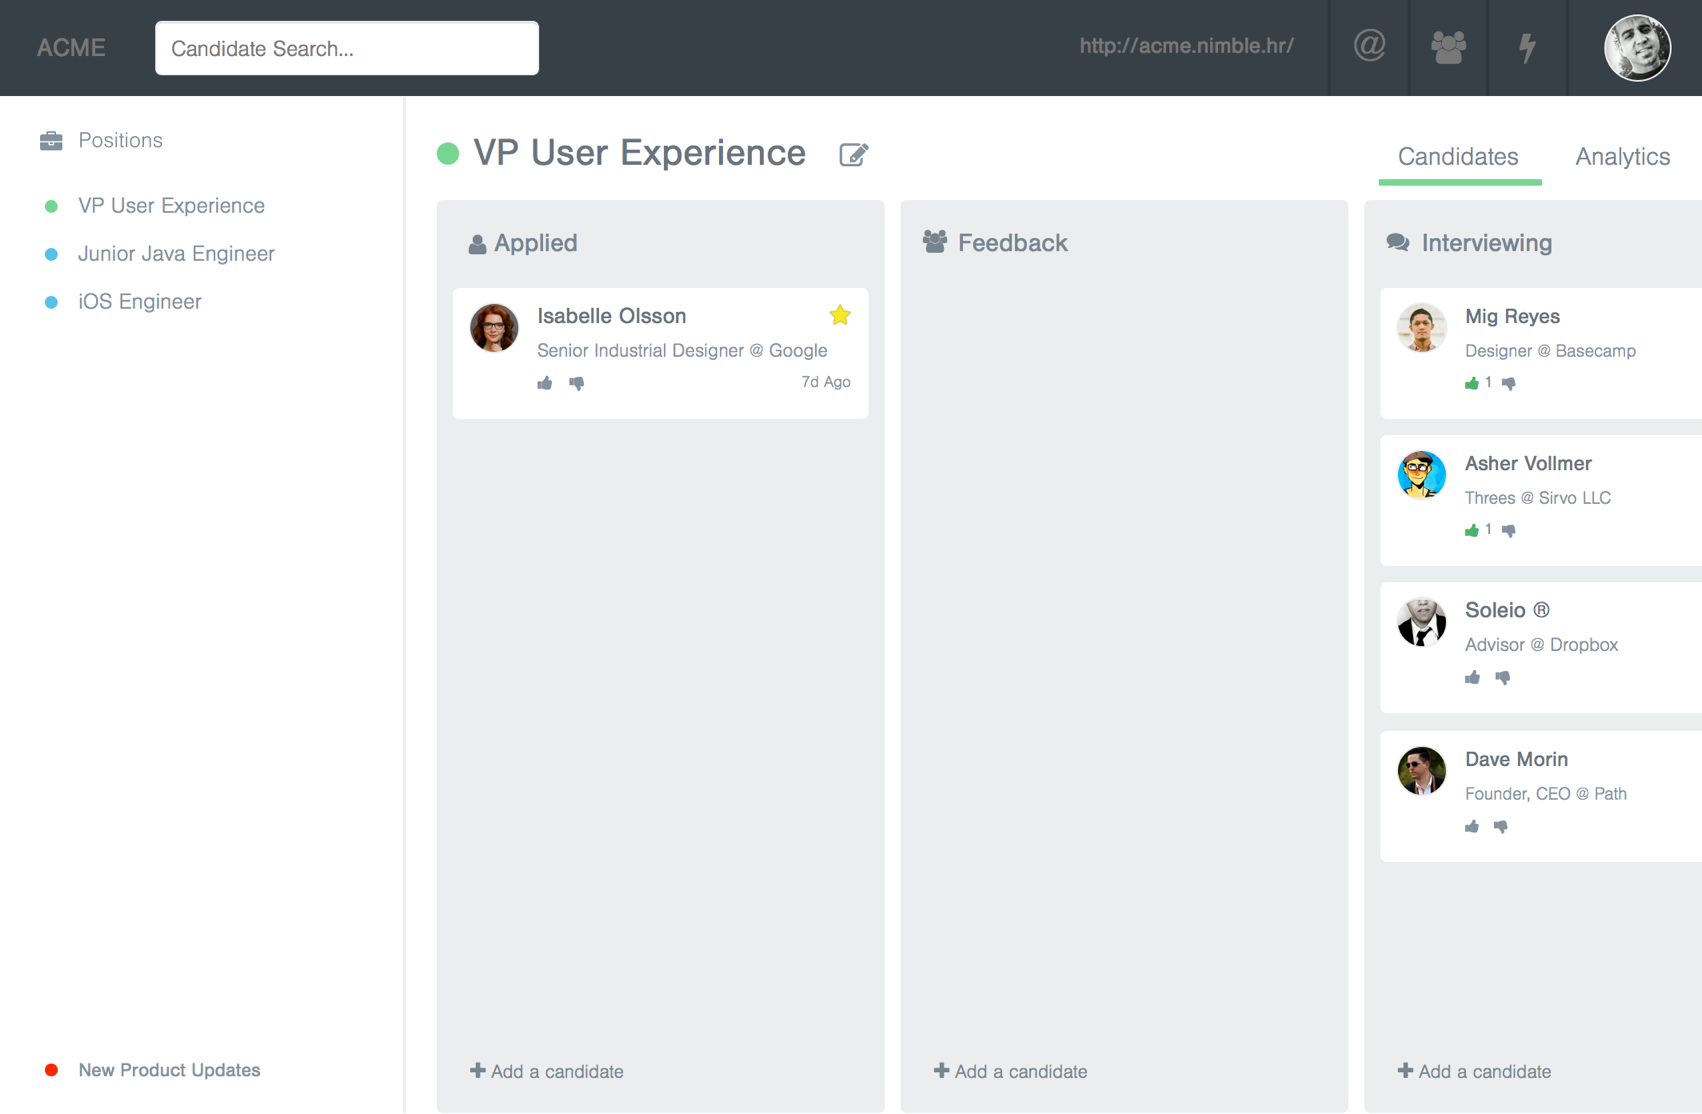 ACME
Candidate Search...
http://acme.nimble.hr/
@
Positions
VP User Experience
Junior Java Engineer
iOS Engineer
New Product Updates
VP User Experience
Candidates
Analytics
Applied
Isabelle Olsson
Senior Industrial Designer @ Google
7d Ago
+ Add a candidate
Feedback
+ Add a candidate
Interviewing
Mig Reyes
Designer @ Basecamp
1
Asher Vollmer
Threes @ Sirvo LLC
1
Soleio ®
Advisor @ Dropbox
Dave Morin
Founder, CEO @ Path
+ Add a candidate